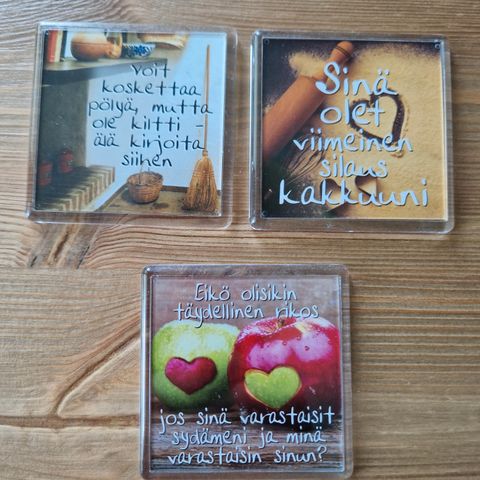 Voit
koskettaa
pölyä, mutta
ole kiltti -
älä kirjoita
siihen
Sinä
olet
viimeinen
silaus
kakkuuni
Eikö olisikin
täydellinen rikos
jos sinä varastaisit
sydämeni ja minä
varastaisin sinun?